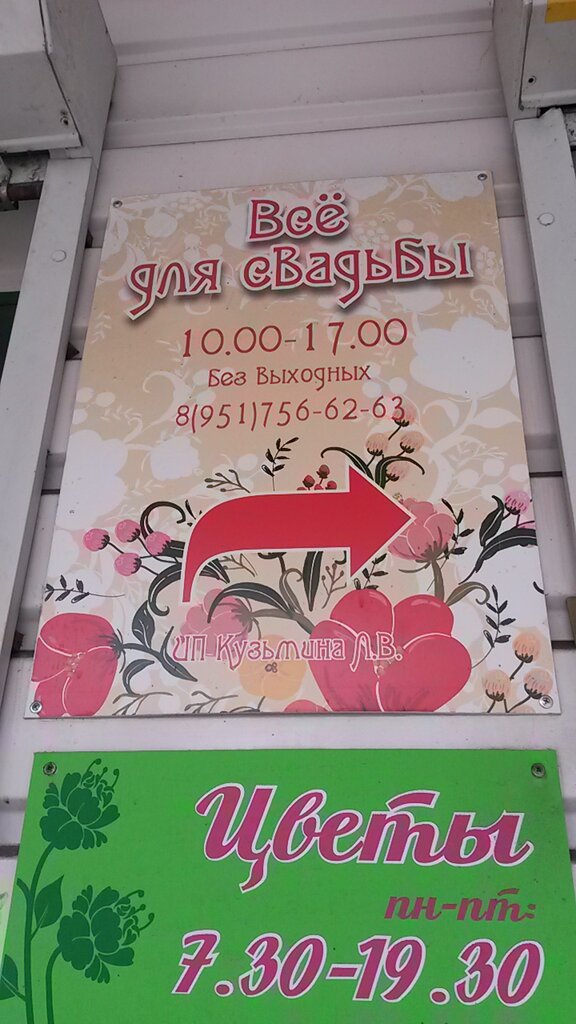 Всё
для свадьбы
10.00-17.00
Без выходных
8(951)756-62-63
ИП Кузьмина А.В.
Цветы
пн-пт:
7.30-19.30